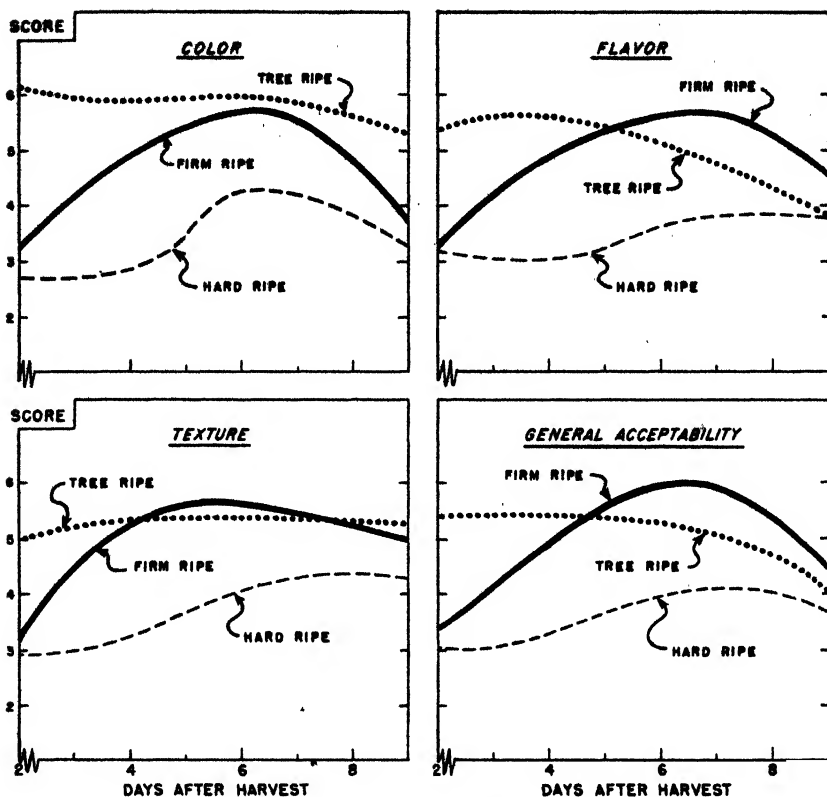 SCORE
COLOR
TREE RIPE
FIRM RIPE
HARD RIPE
6
5
4
3
2
FLAVOR
FIRM RIPE
TREE RIPE
HARD RIPE
SCORE
TEXTURE
TREE RIPE
FIRM RIPE
HARD RIPE
6
5
4
3
2
2 4 6 8
DAYS AFTER HARVEST
GENERAL ACCEPTABILITY
FIRM RIPE
TREE RIPE
HARD RIPE
2 4 6 8
DAYS AFTER HARVEST